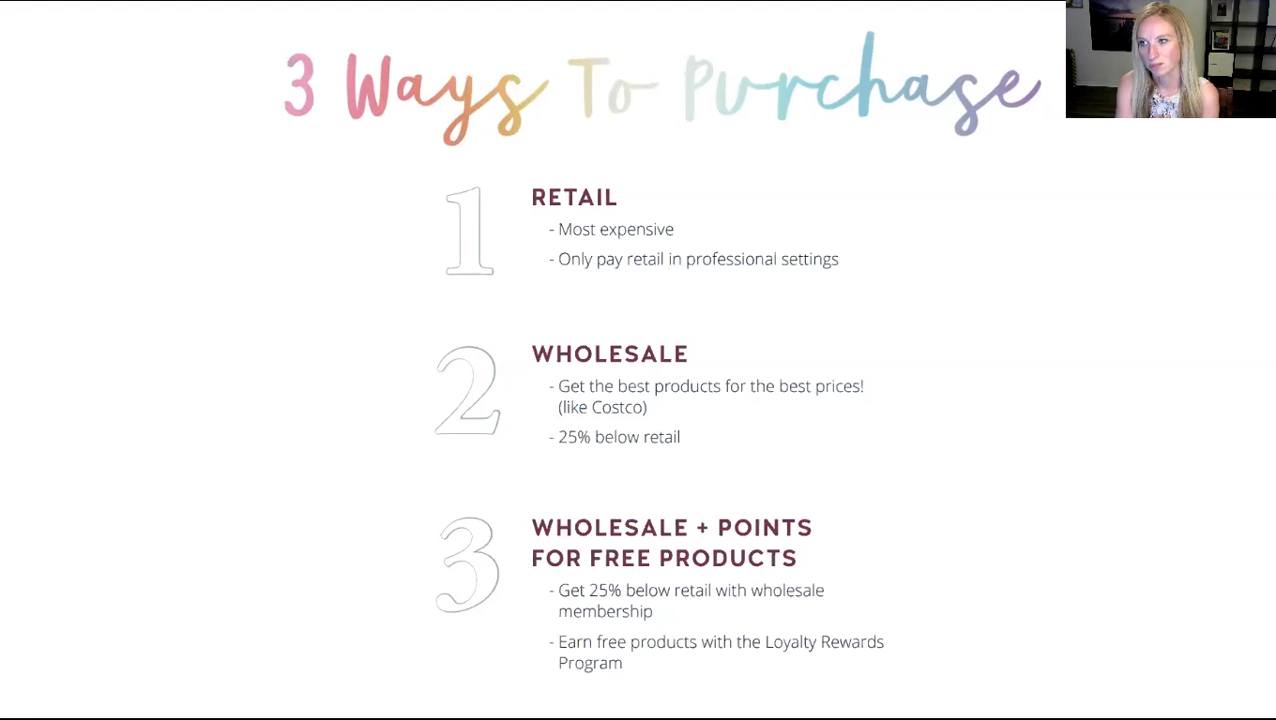 3 Ways To Purchase
1
RETAIL
- Most expensive
- Only pay retail in professional settings
2
WHOLESALE
- Get the best products for the best prices!
(like Costco)
- 25% below retail
3
WHOLESALE + POINTS
FOR FREE PRODUCTS
- Get 25% below retail with wholesale
membership
- Earn free products with the Loyalty Rewards
Program